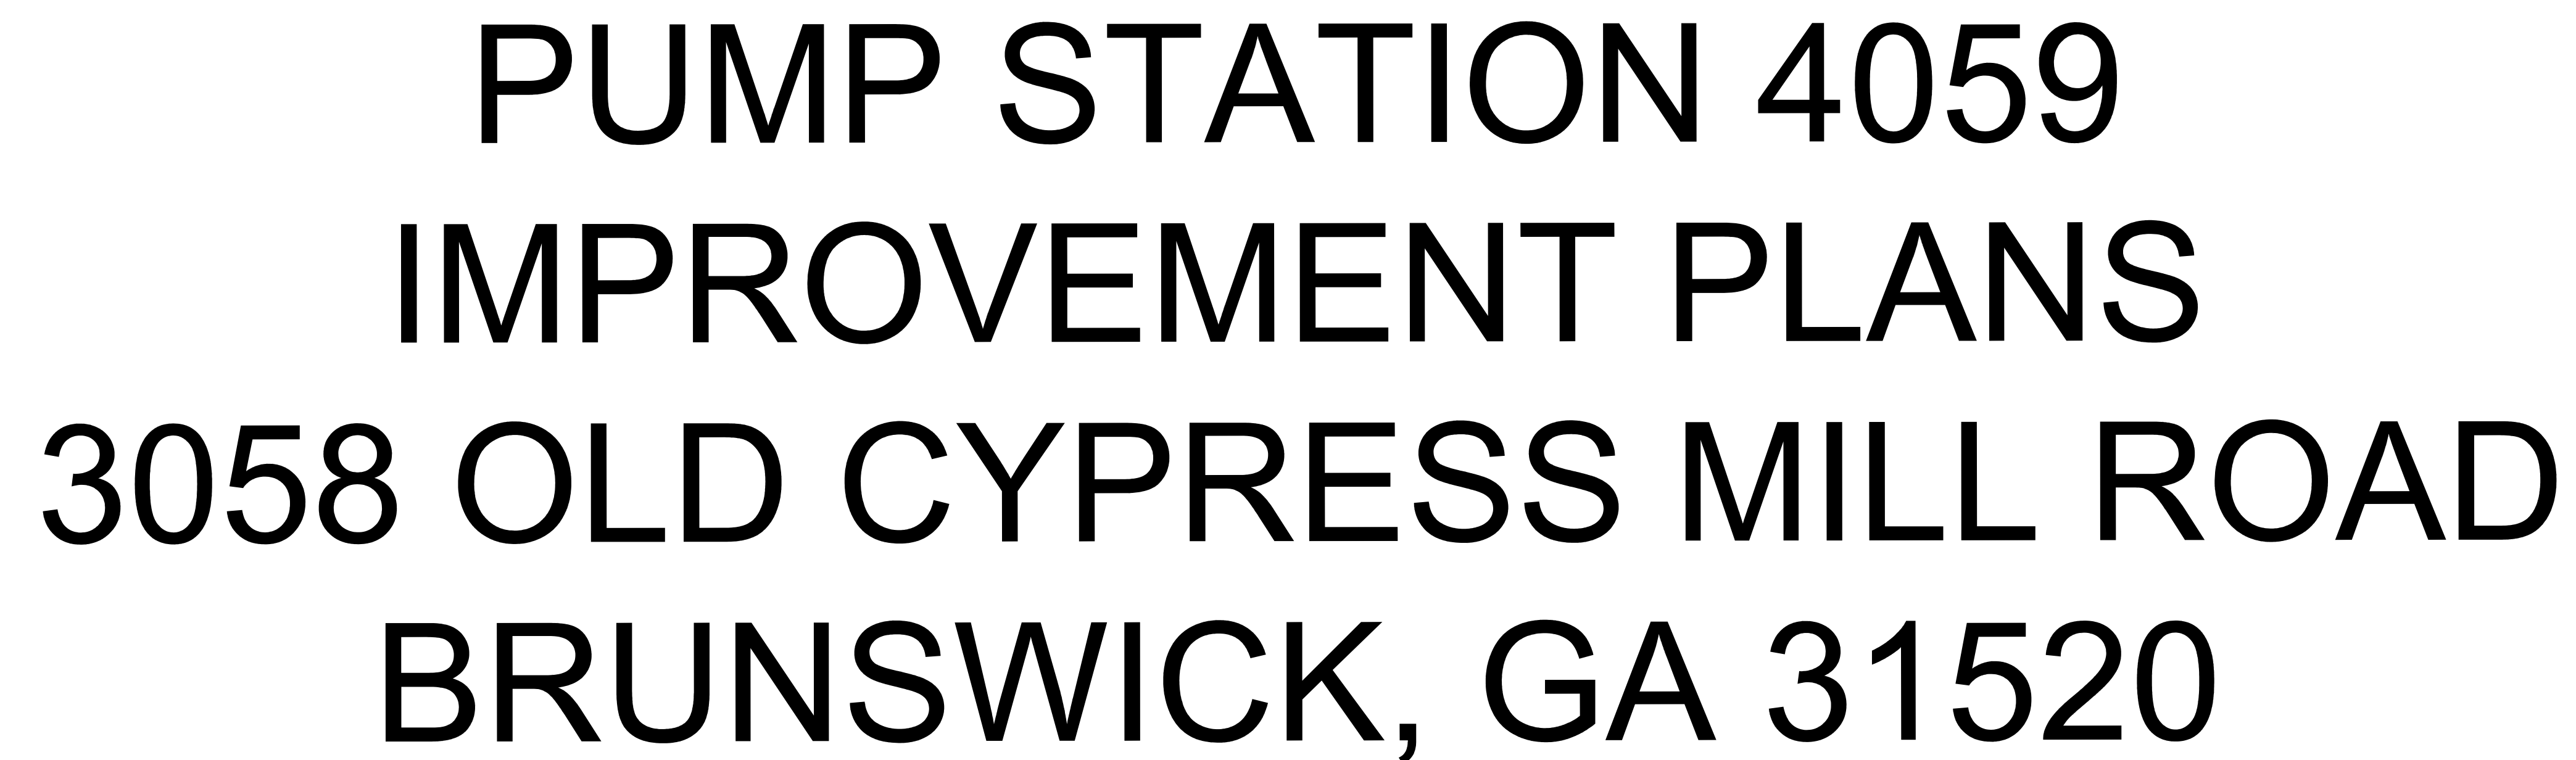 PUMP STATION 4059
IMPROVEMENT PLANS
3058 OLD CYPRESS MILL ROAD
BRUNSWICK, GA 31520